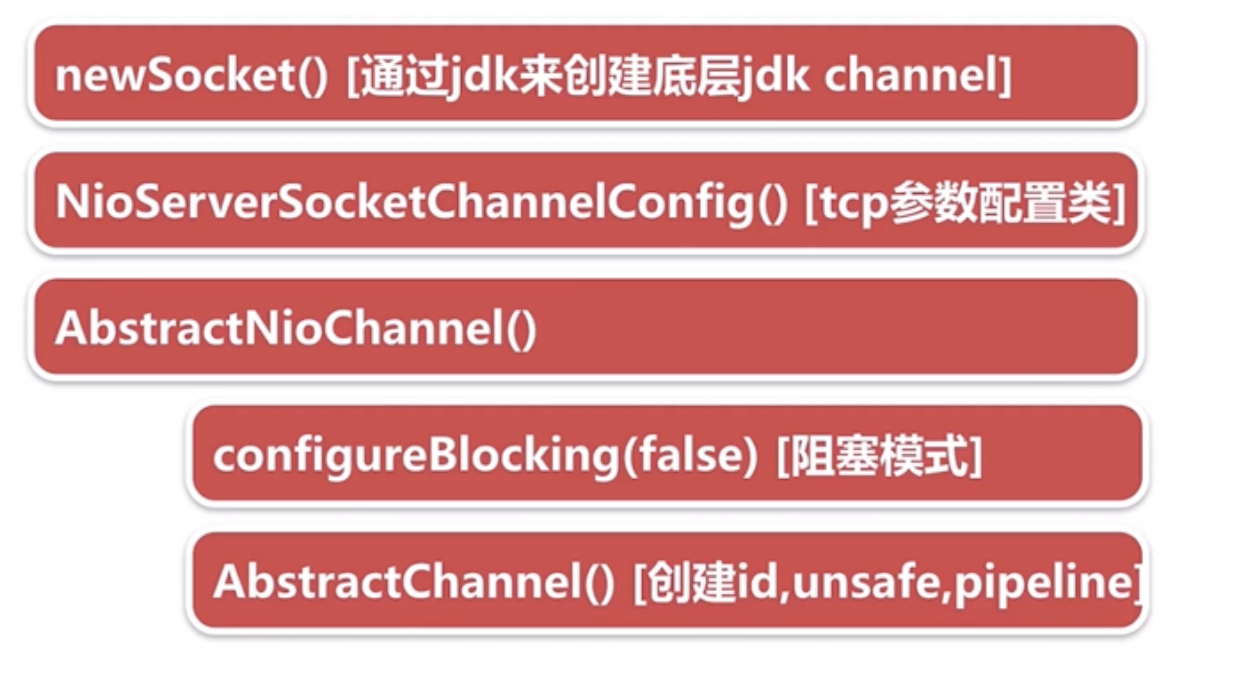 newSocket() [通过jdk来创建底层jdk channel]
NioServerSocketChannelConfig() [tcp参数配置类]
AbstractNioChannel()
configureBlocking(false) [阻塞模式]
AbstractChannel() [创建id,unsafe,pipeline]